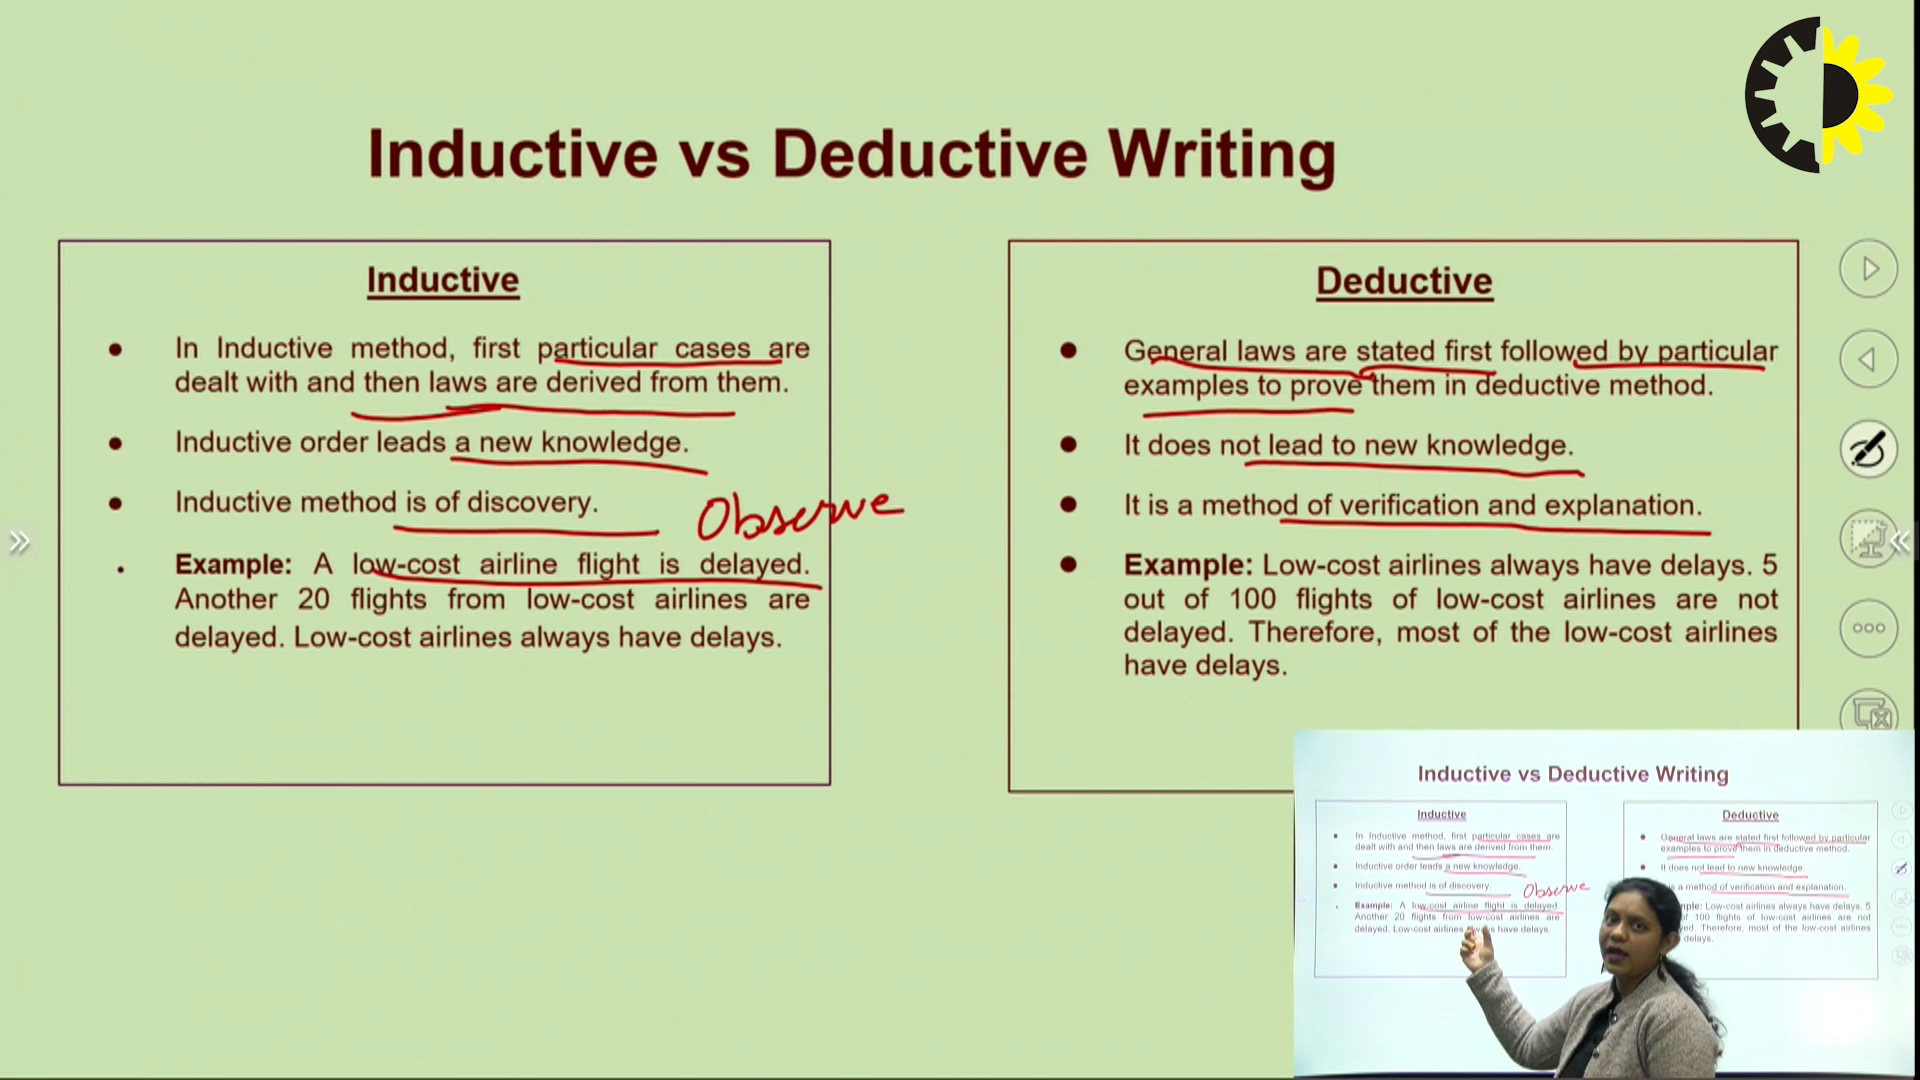 Inductive vs Deductive Writing
Inductive
● In Inductive method, first particular cases are
dealt with and then laws are derived from them.
● Inductive order leads a new knowledge.
● Inductive method is of discovery.
Observe
• Example: A low-cost airline flight is delayed.
Another 20 flights from low-cost airlines are
delayed. Low-cost airlines always have delays.
Deductive
● General laws are stated first followed by particular
examples to prove them in deductive method.
● It does not lead to new knowledge.
● It is a method of verification and explanation.
● Example: Low-cost airlines always have delays. 5
out of 100 flights of low-cost airlines are not
delayed. Therefore, most of the low-cost airlines
have delays.
Inductive vs Deductive Writing
Inductive
• In Inductive method, first particular cases are
dealt with and then laws are derived from them.
• Inductive order leads a new knowledge.
• Inductive method is of discovery.
Observe
• Example: A low-cost airline flight is delayed.
Another 20 flights from low-cost airlines are
delayed. Low-cost airlines always have delays.
Deductive
• General laws are stated first followed by particular
examples to prove them in deductive method.
• It does not lead to new knowledge.
is a method of verification and explanation.
Low-cost airlines always have delays. 5
100 flights of low-cost airlines are not
Therefore, most of the low-cost airlines
delays.